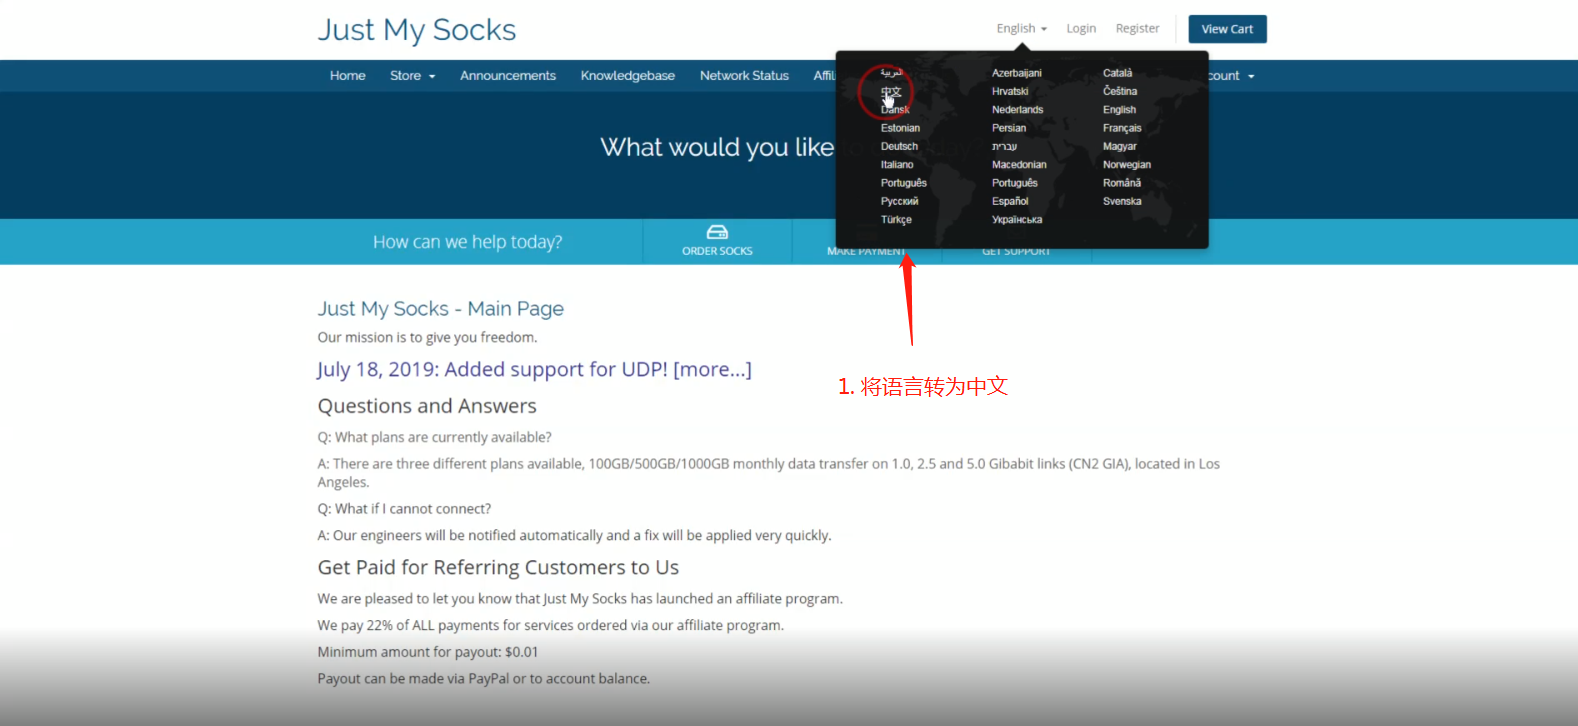 Just My Socks
English
Login
Register
View Cart
Home
Store
Announcements
Knowledgebase
Network Status
Affili
count
العربية
Azerbaijani
Català
中文
Hrvatski
Čeština
Dansk
Nederlands
English
Estonian
Persian
Français
Deutsch
עברית
Magyar
Italiano
Macedonian
Norwegian
Português
Português
Română
Русский
Español
Svenska
Türkçe
Українська
What would you like
How can we help today?
ORDER SOCKS
MAKE PAYMENT
GET SUPPORT
1. 将语言转为中文
Just My Socks - Main Page
Our mission is to give you freedom.
July 18, 2019: Added support for UDP! [more...]
Questions and Answers
Q: What plans are currently available?
A: There are three different plans available, 100GB/500GB/1000GB monthly data transfer on 1.0, 2.5 and 5.0 Gibabit links (CN2 GIA), located in Los
Angeles.
Q: What if I cannot connect?
A: Our engineers will be notified automatically and a fix will be applied very quickly.
Get Paid for Referring Customers to Us
We are pleased to let you know that Just My Socks has launched an affiliate program.
We pay 22% of ALL payments for services ordered via our affiliate program.
Minimum amount for payout: $0.01
Payout can be made via PayPal or to account balance.